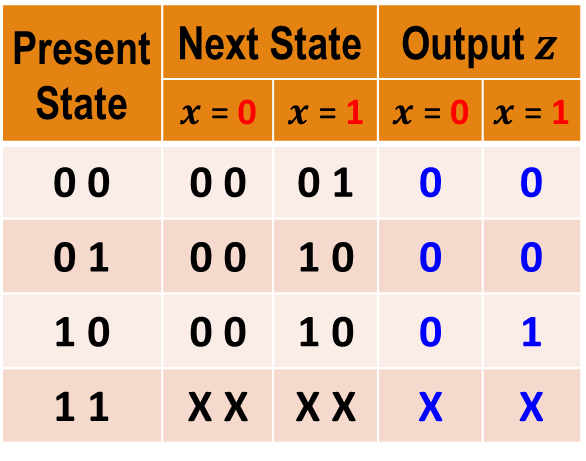 Present State Next State Output z
x = 0 x = 1 x = 0 x = 1
0 0 0 0 0 1 0 0
0 1 0 0 1 0 0 0
1 0 0 0 1 0 0 1
1 1 X X X X X X